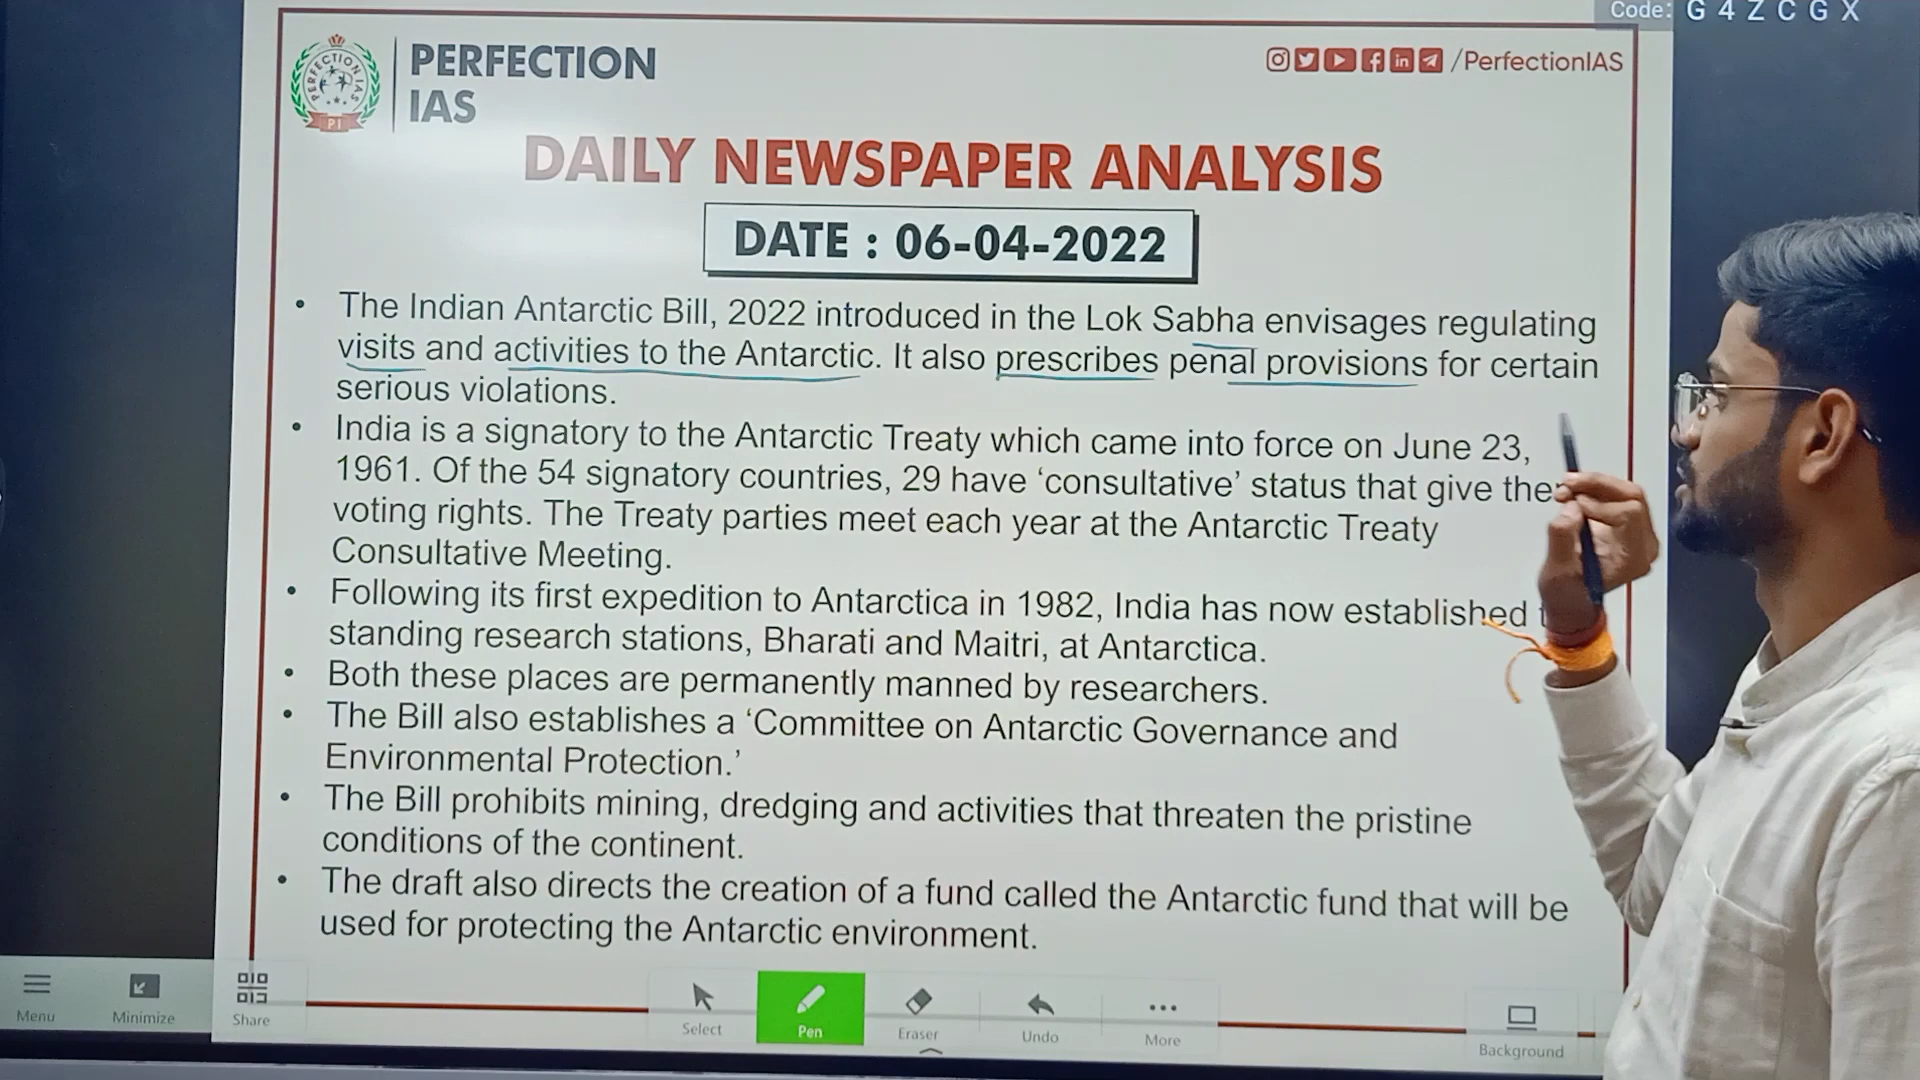 Code: G4ZCGX
PERFECTION
IAS
/PerfectionIAS
PERFECTION IAS
PI
DAILY NEWSPAPER ANALYSIS
DATE : 06-04-2022
• The Indian Antarctic Bill, 2022 introduced in the Lok Sabha envisages regulating
visits and activities to the Antarctic. It also prescribes penal provisions for certain
serious violations.
• India is a signatory to the Antarctic Treaty which came into force on June 23,
1961. Of the 54 signatory countries, 29 have ‘consultative’ status that give
voting rights. The Treaty parties meet each year at the Antarctic Treaty
Consultative Meeting.
• Following its first expedition to Antarctica in 1982, India has now established
standing research stations, Bharati and Maitri, at Antarctica.
• Both these places are permanently manned by researchers.
• The Bill also establishes a ‘Committee on Antarctic Governance and
Environmental Protection.’
• The Bill prohibits mining, dredging and activities that threaten the pristine
conditions of the continent.
• The draft also directs the creation of a fund called the Antarctic fund that will be
used for protecting the Antarctic environment.
Menu
Minimize
Share
Select
Pen
Eraser
Undo
More
Background